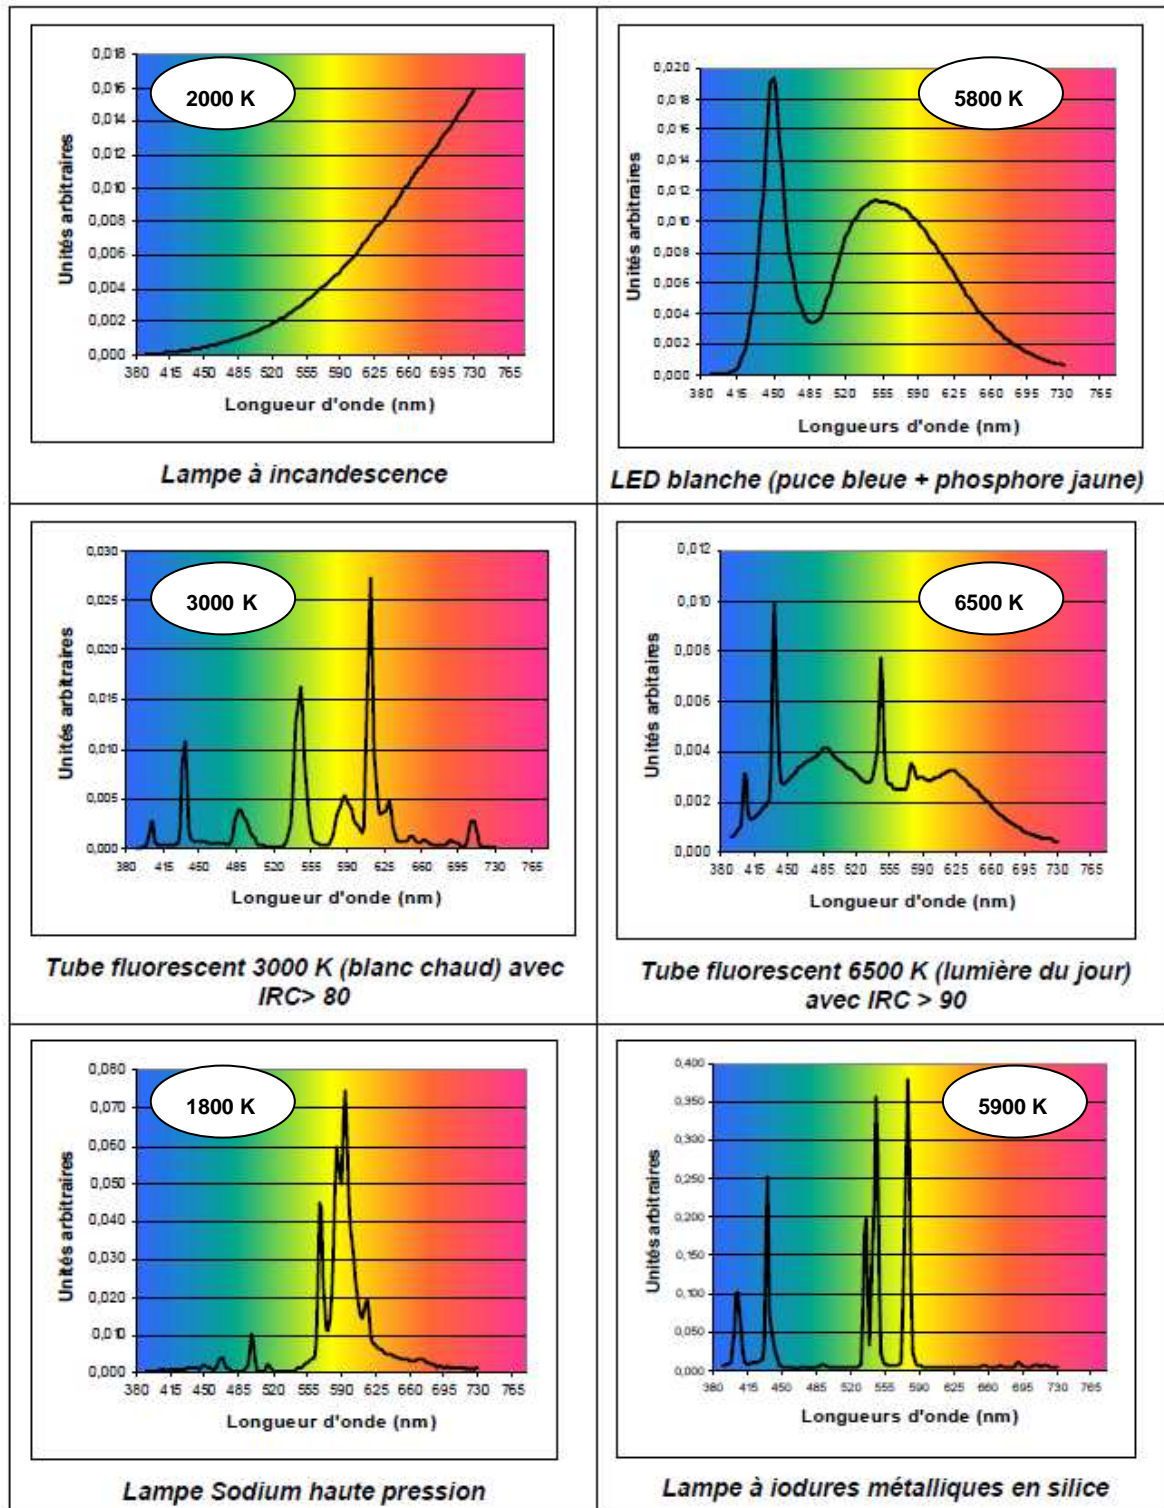 0,018
0,016
0,014
0,012
0,010
0,008
0,006
0,004
0,002
0,000
Unités arbitraires
2000 K
380 415 450 485 520 555 590 625 660 695 730 765
Longueur d'onde (nm)
Lampe à incandescence
0,020
0,018
0,016
0,014
0,012
0,010
0,008
0,006
0,004
0,002
0,000
Unités arbitraires
5800 K
380 415 450 485 520 555 590 625 660 695 730 765
Longueurs d'onde (nm)
LED blanche (puce bleue + phosphore jaune)
0,030
0,025
0,020
0,015
0,010
0,005
0,000
Unités arbitraires
3000 K
380 415 450 485 520 555 590 625 660 695 730 765
Longueur d'onde (nm)
Tube fluorescent 3000 K (blanc chaud) avec
IRC> 80
0,012
0,010
0,008
0,006
0,004
0,002
0,000
Unités arbitaires
6500 K
380 415 450 485 520 555 590 625 660 695 730 765
Longueur d'onde (nm)
Tube fluorescent 6500 K (lumière du jour)
avec IRC > 90
0,080
0,070
0,060
0,050
0,040
0,030
0,020
0,010
0,000
Unités arbitraires
1800 K
380 415 450 485 520 555 590 625 660 695 730 765
Longueur d'onde (nm)
Lampe Sodium haute pression
0,400
0,350
0,300
0,250
0,200
0,150
0,100
0,050
0,000
Unités arbitraires
5900 K
380 415 450 485 520 555 590 625 660 695 730 765
Longueurs d'onde (nm)
Lampe à iodures métalliques en silice